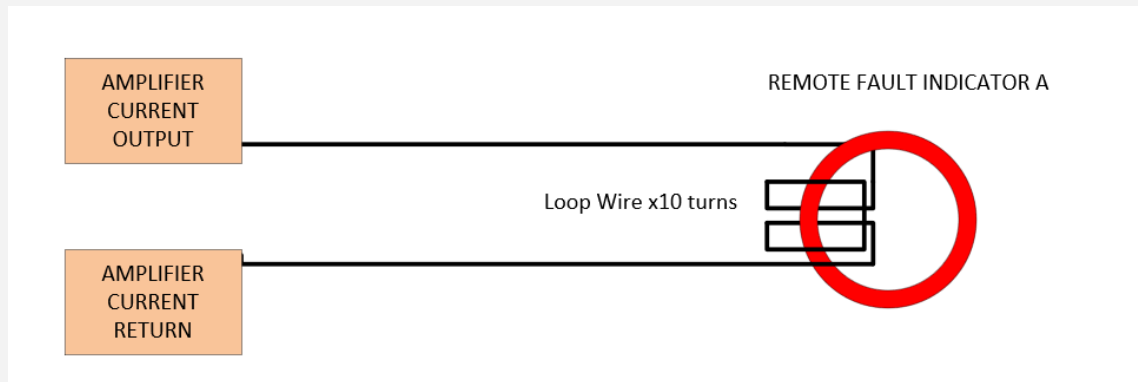 AMPLIFIER
CURRENT
OUTPUT
REMOTE FAULT INDICATOR A
Loop Wire x10 turns
AMPLIFIER
CURRENT
RETURN